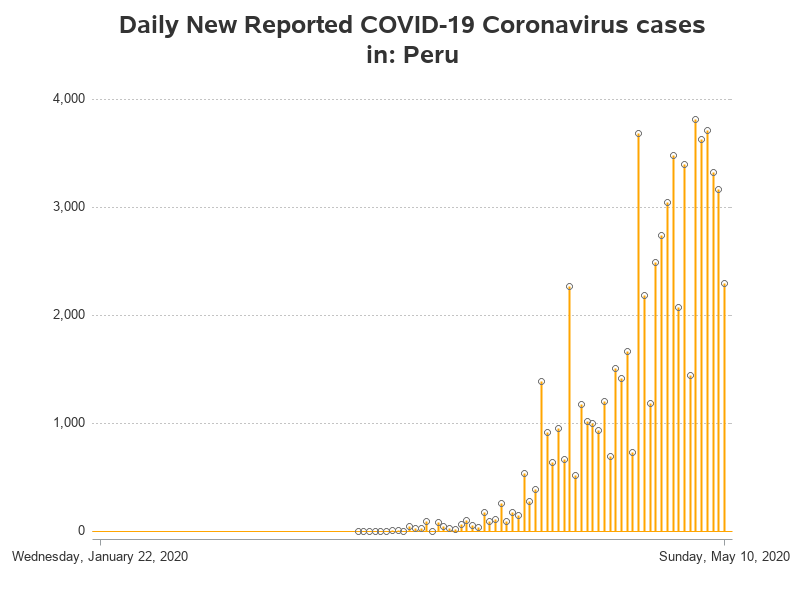 Daily New Reported COVID-19 Coronavirus cases
in: Peru
4,000
3,000
2,000
1,000
0
Wednesday, January 22, 2020 Sunday, May 10, 2020